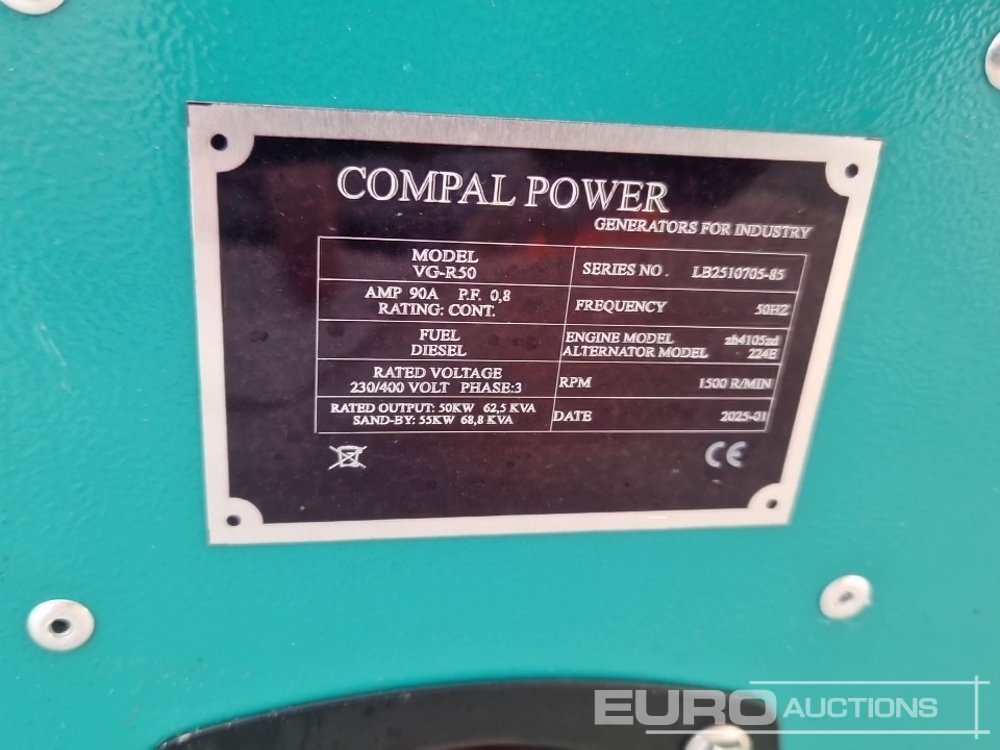 COMPAL POWER
GENERATORS FOR INDUSTRY
MODEL
VG-R50
SERIES NO . LB2510705-85
AMP 90A P.F. 0,8
RATING: CONT.
FREQUENCY 50HZ
FUEL
DIESEL
ENGINE MODEL zh4105zd
ALTERNATOR MODEL 224E
RATED VOLTAGE
230/400 VOLT PHASE:3
RPM 1500 R/MIN
RATED OUTPUT: 50KW 62,5 KVA
SAND-BY: 55KW 68,8 KVA
DATE 2025-01
CE
EURO AUCTIONS